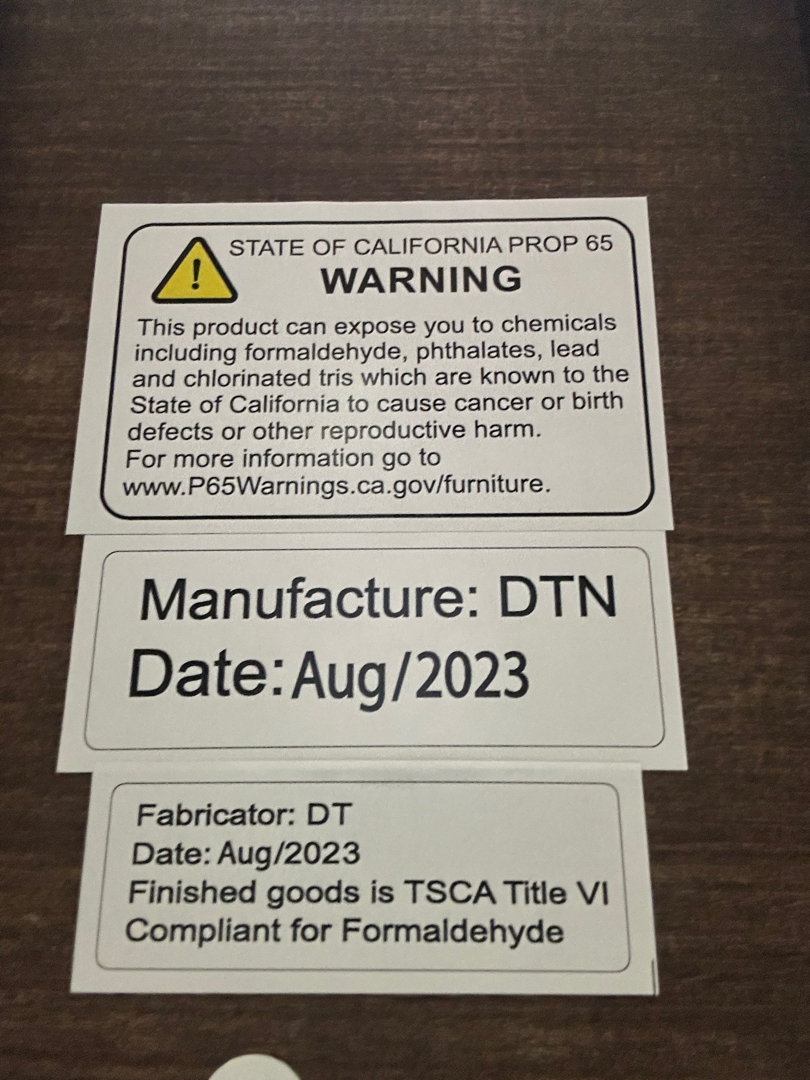 STATE OF CALIFORNIA PROP 65
WARNING
This product can expose you to chemicals
including formaldehyde, phthalates, lead
and chlorinated tris which are known to the
State of California to cause cancer or birth
defects or other reproductive harm.
For more information go to
www.P65Warnings.ca.gov/furniture.
Manufacture: DTN
Date: Aug/2023
Fabricator: DT
Date: Aug/2023
Finished goods is TSCA Title VI
Compliant for Formaldehyde